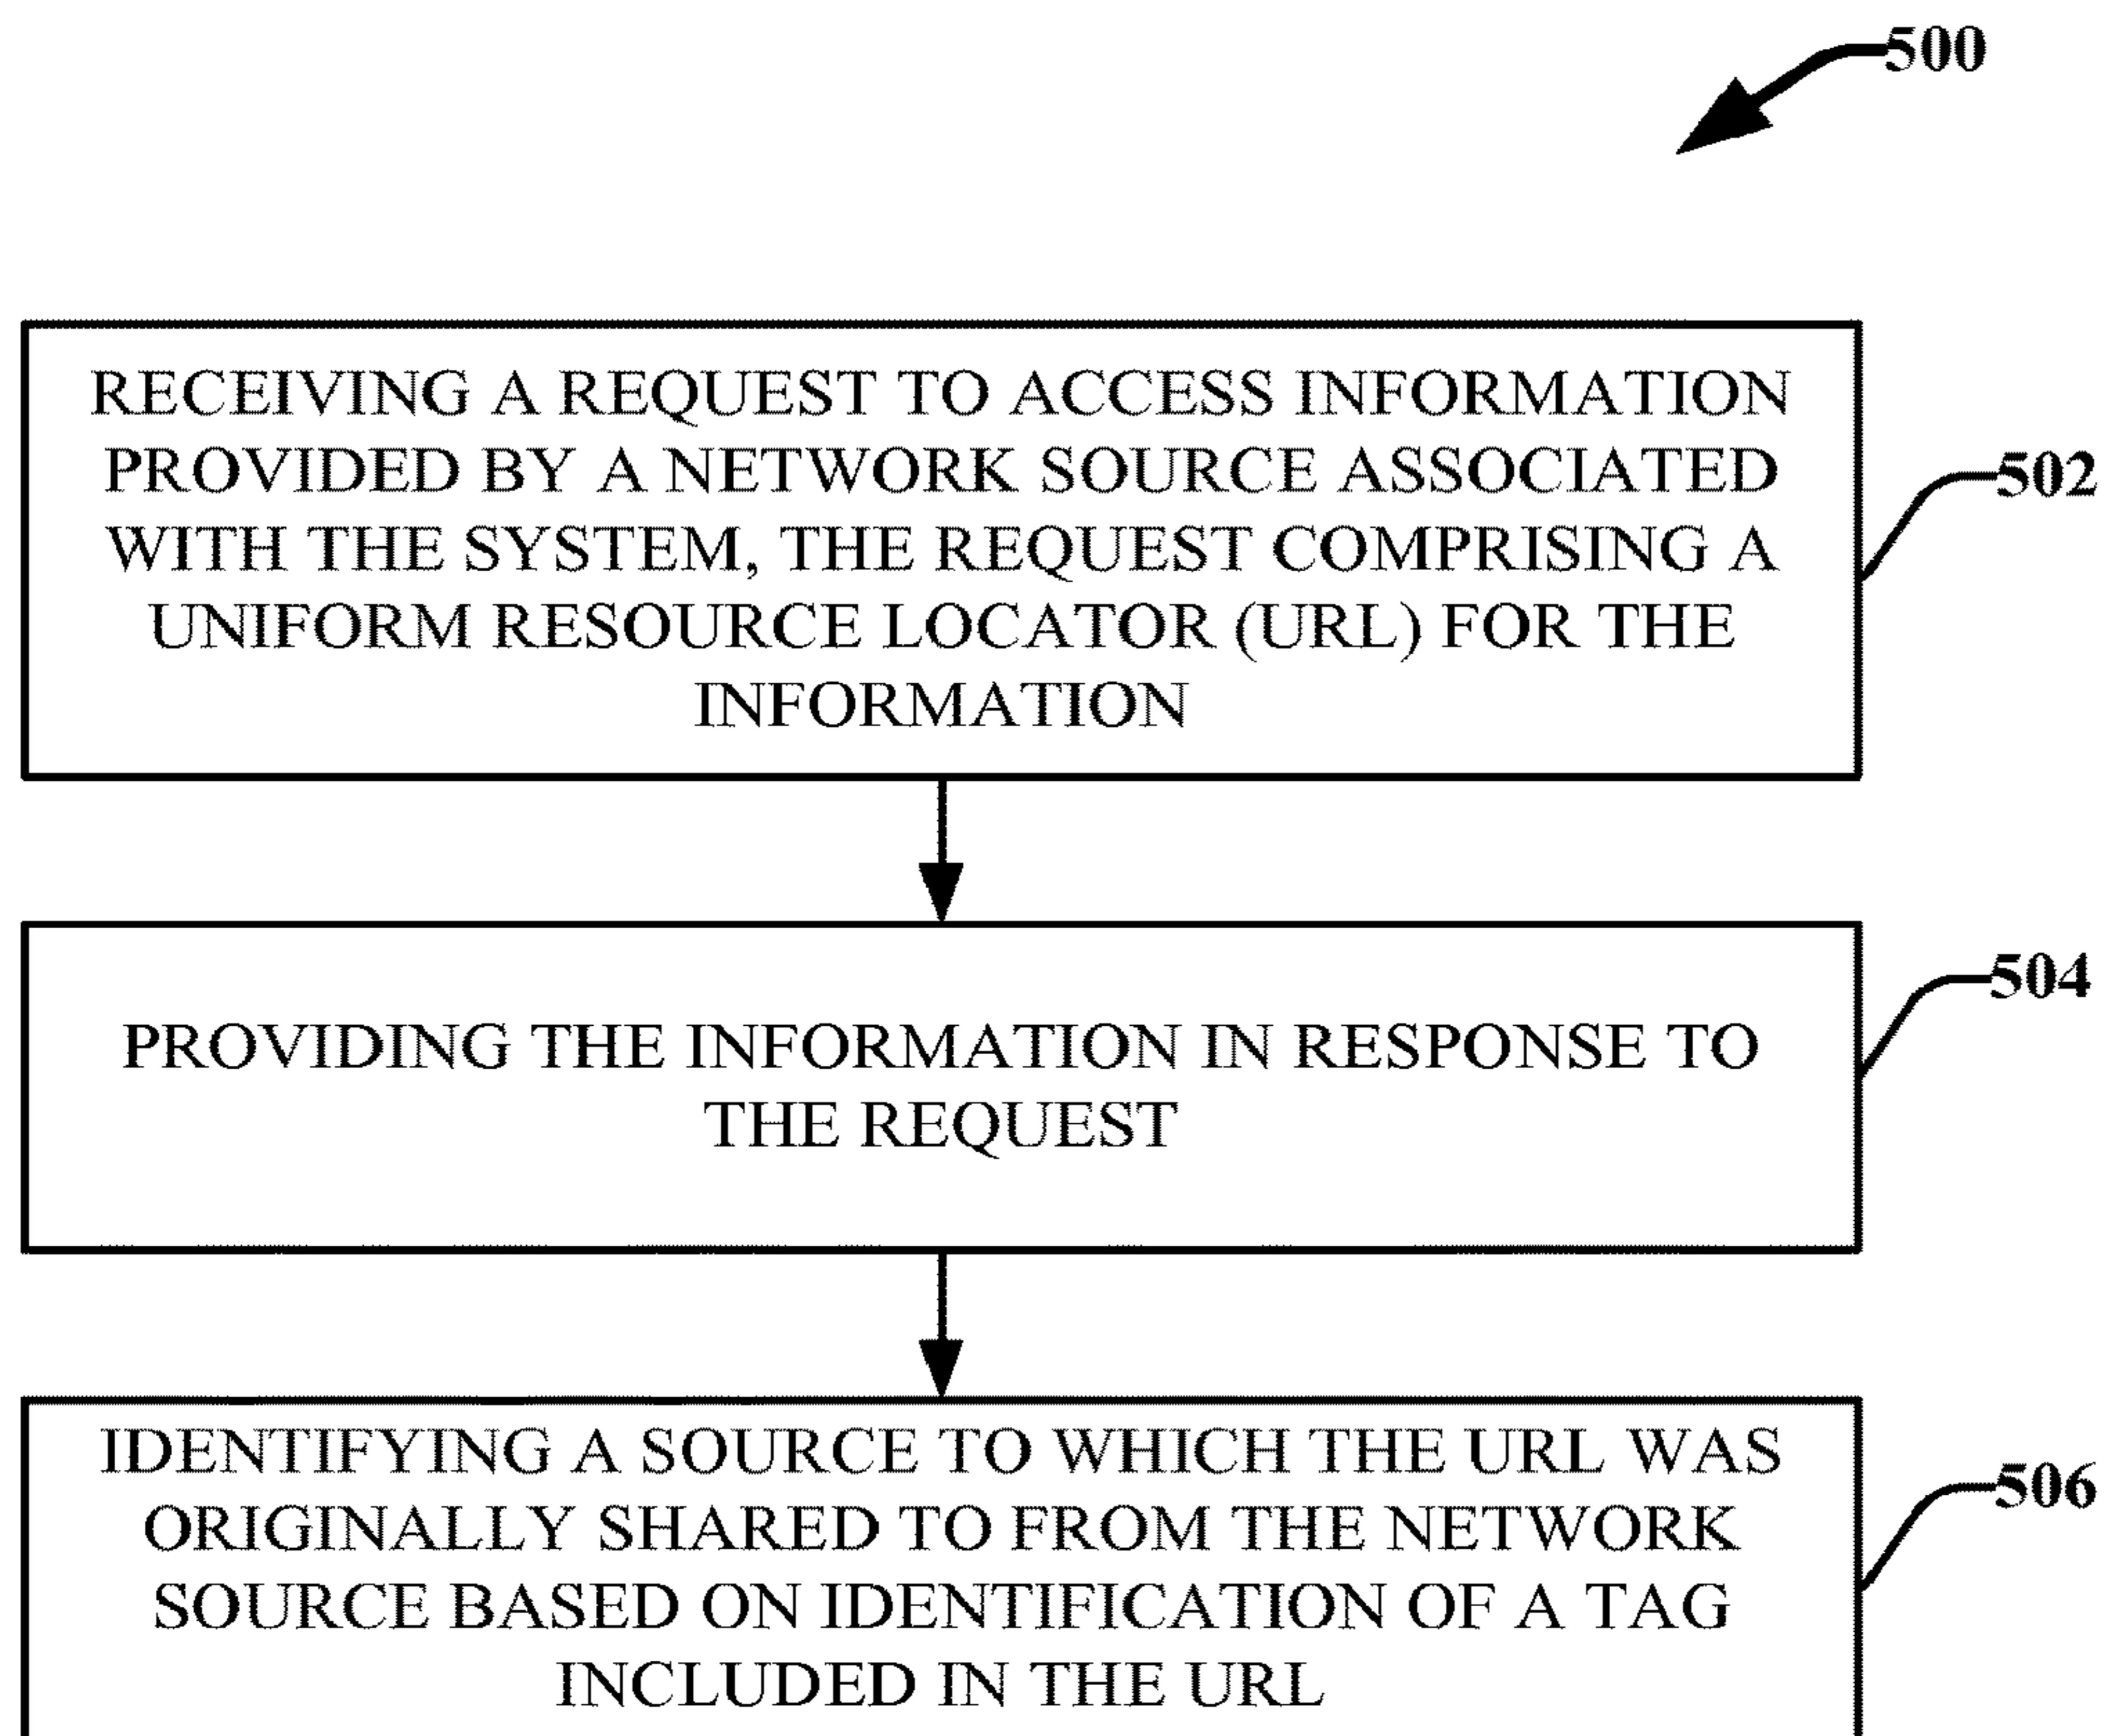 500
RECEIVING A REQUEST TO ACCESS INFORMATION
PROVIDED BY A NETWORK SOURCE ASSOCIATED
WITH THE SYSTEM, THE REQUEST COMPRISING A
UNIFORM RESOURCE LOCATOR (URL) FOR THE
INFORMATION
502
PROVIDING THE INFORMATION IN RESPONSE TO
THE REQUEST
504
IDENTIFYING A SOURCE TO WHICH THE URL WAS
ORIGINALLY SHARED TO FROM THE NETWORK
SOURCE BASED ON IDENTIFICATION OF A TAG
INCLUDED IN THE URL
506